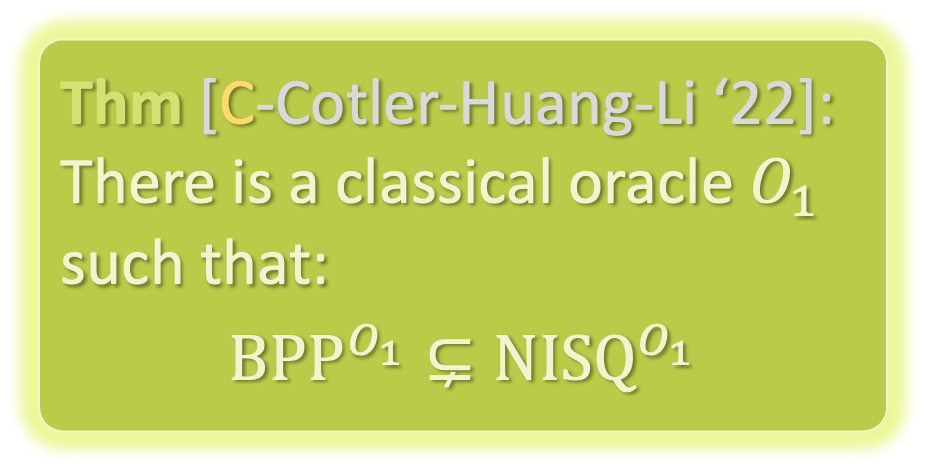 Thm [C-Cotler-Huang-Li ‘22]:
There is a classical oracle 𝑂₁
such that:
BPP^𝑂₁ ⊊ NISQ^𝑂₁